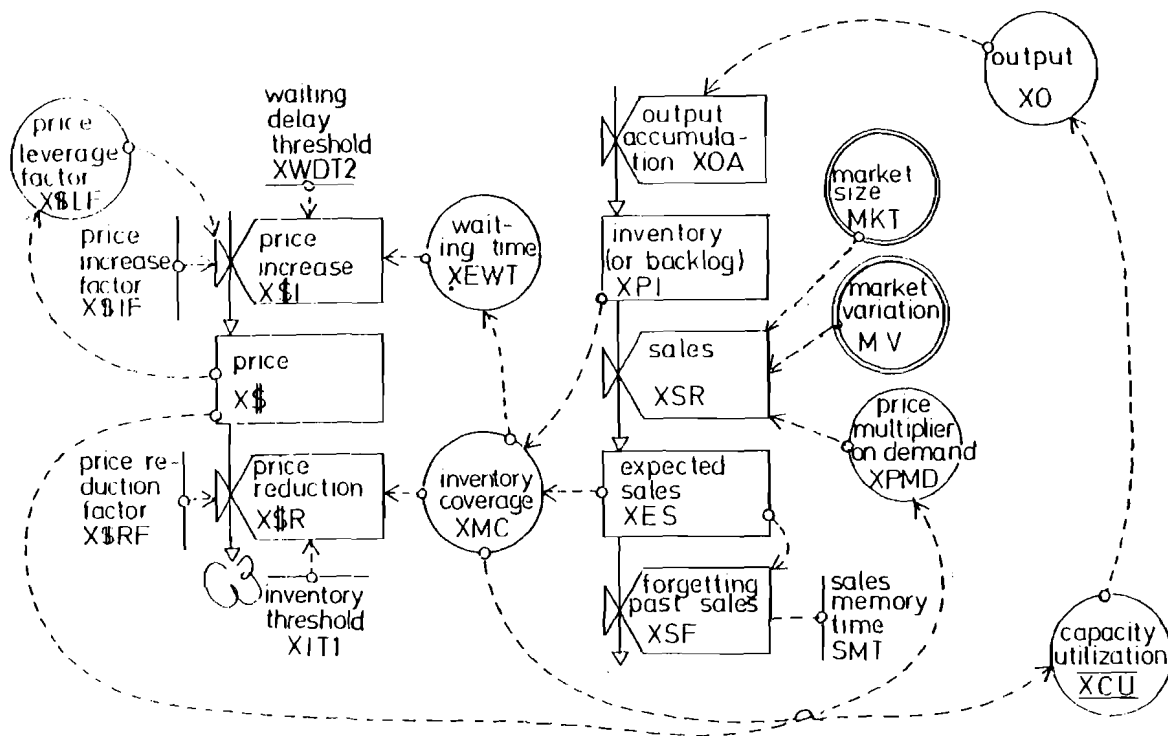 price
leverage
factor
X$LF
waiting
delay
threshold
XWDT2
output
accumula-
tion XOA
output
XO
market
size
MKT
price
increase
factor
X$IF
price
increase
X$I
wait-
ing time
XEWT
inventory
(or backlog)
XPI
market
variation
MV
price
X$
sales
XSR
price
multiplier
on demand
XPMD
price re-
duction
factor
X$RF
price
reduction
X$R
inventory
coverage
XMC
expected
sales
XES
inventory
threshold
XIT1
forgetting
past sales
XSF
sales
memory
time
SMT
capacity
utilization
XCU